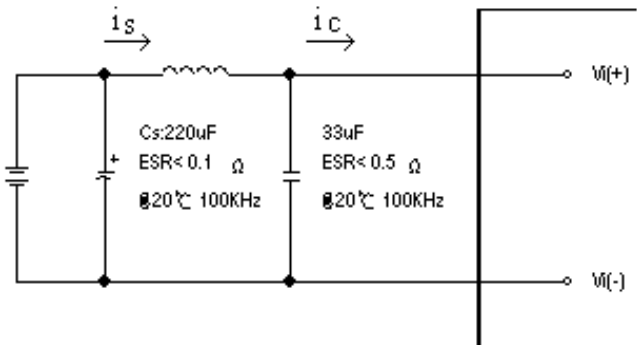 iS
iC
Vi(+)
Cs:220uF
ESR<0.1 Ω
@20℃ 100KHz
33uF
ESR<0.5 Ω
@20℃ 100KHz
+
Vi(-)